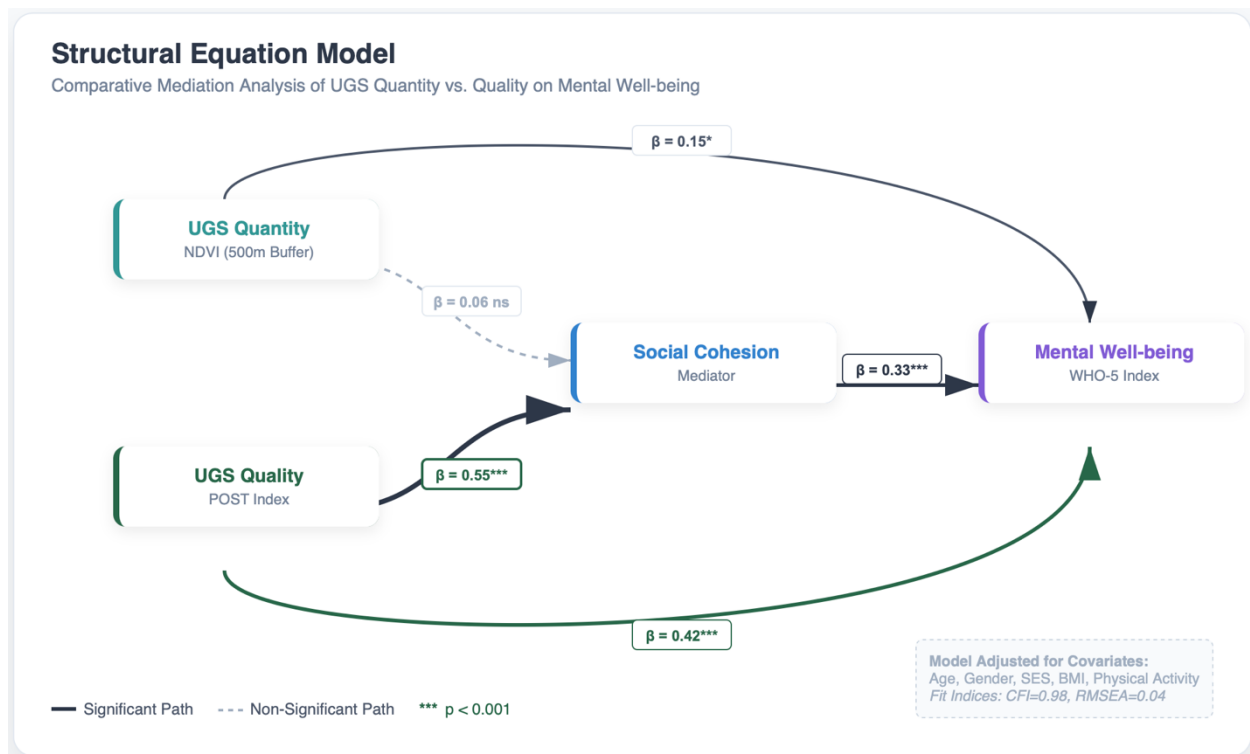 Structural Equation Model
Comparative Mediation Analysis of UGS Quantity vs. Quality on Mental Well-being
β = 0.15*
UGS Quantity
NDVI (500m Buffer)
β = 0.06 ns
Social Cohesion
Mediator
β = 0.33***
Mental Well-being
WHO-5 Index
UGS Quality
POST Index
β = 0.55***
β = 0.42***
Model Adjusted for Covariates:
Age, Gender, SES, BMI, Physical Activity
Fit Indices: CFI=0.98, RMSEA=0.04
Significant Path
Non-Significant Path
*** p < 0.001